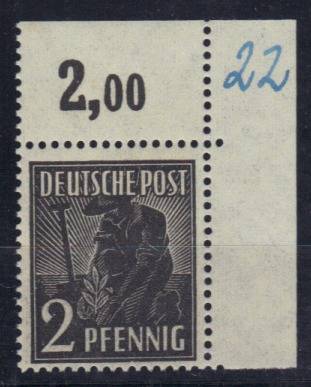 2,00
22
DEUTSCHE POST
2 PFENNIG